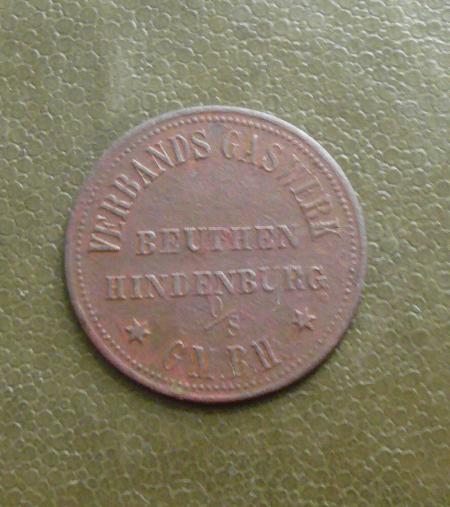 VERBANDS GASWERK
BEUTHEN
HINDENBURG
O/S
G.M.B.H.